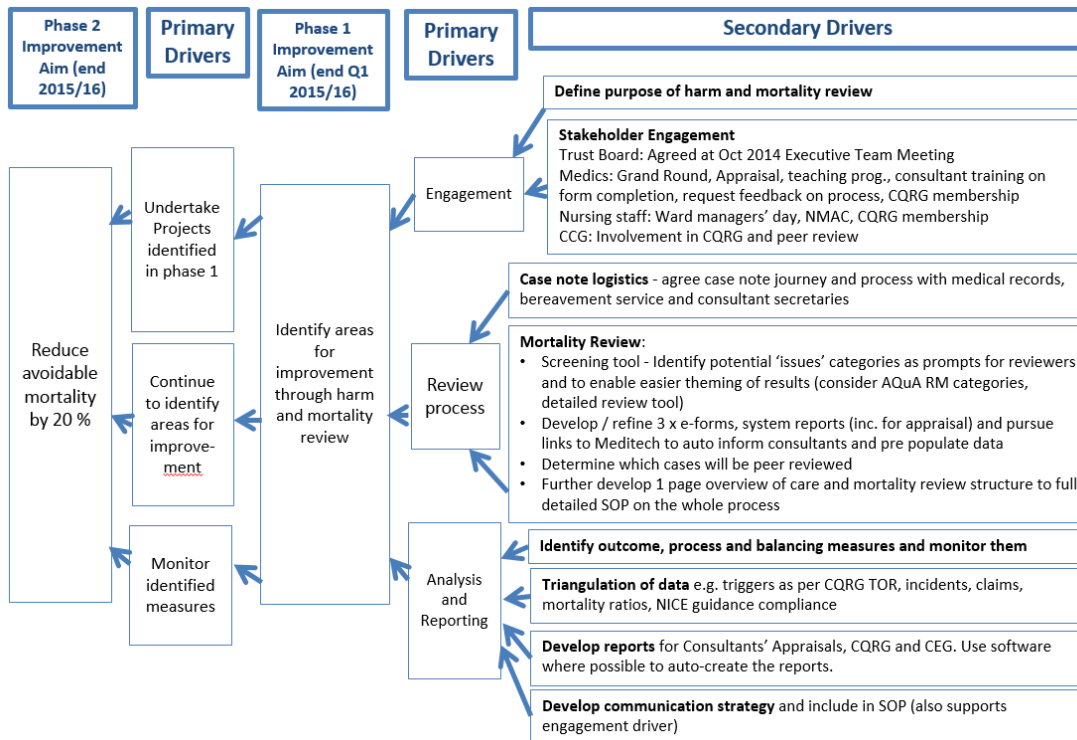 Phase 2
Improvement
Aim (end
2015/16)
Primary
Drivers
Phase 1
Improvement
Aim (end Q1
2015/16)
Primary
Drivers
Secondary Drivers
Reduce
avoidable
mortality
by 20 %
Undertake
Projects
identified
in phase 1
Continue
to identify
areas for
improve-
ment
Monitor
identified
measures
Identify areas
for
improvement
through harm
and mortality
review
Engagement
Define purpose of harm and mortality review
Stakeholder Engagement
Trust Board: Agreed at Oct 2014 Executive Team Meeting
Medics: Grand Round, Appraisal, teaching prog., consultant training on
form completion, request feedback on process, CQRG membership
Nursing staff: Ward managers’ day, NMAC, CQRG membership
CCG: Involvement in CQRG and peer review
Review
process
Case note logistics - agree case note journey and process with medical records,
bereavement service and consultant secretaries
Mortality Review:
• Screening tool - Identify potential ‘issues’ categories as prompts for reviewers
and to enable easier theming of results (consider AQuA RM categories,
detailed review tool)
• Develop / refine 3 x e-forms, system reports (inc. for appraisal) and pursue
links to Meditech to auto inform consultants and pre populate data
• Determine which cases will be peer reviewed
• Further develop 1 page overview of care and mortality review structure to full
detailed SOP on the whole process
Analysis
and
Reporting
Identify outcome, process and balancing measures and monitor them
Triangulation of data e.g. triggers as per CQRG TOR, incidents, claims,
mortality ratios, NICE guidance compliance
Develop reports for Consultants’ Appraisals, CQRG and CEG. Use software
where possible to auto-create the reports.
Develop communication strategy and include in SOP (also supports
engagement driver)